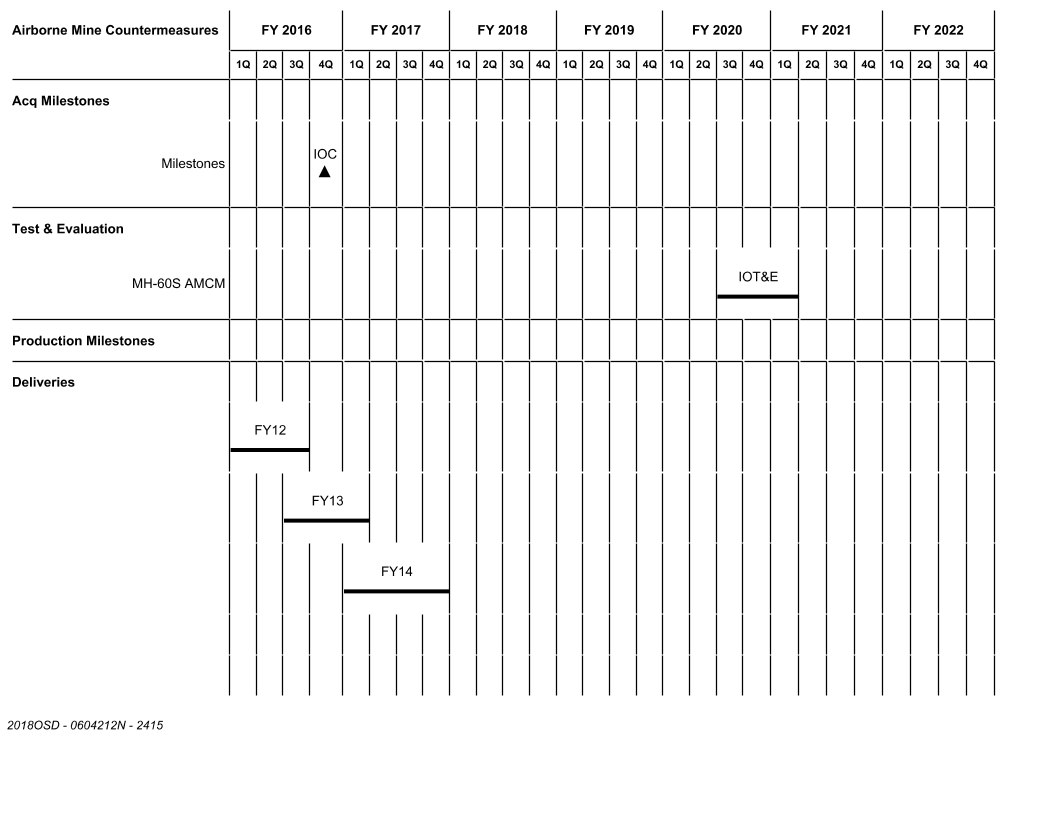 Airborne Mine Countermeasures FY 2016 FY 2017 FY 2018 FY 2019 FY 2020 FY 2021 FY 2022
1Q 2Q 3Q 4Q 1Q 2Q 3Q 4Q 1Q 2Q 3Q 4Q 1Q 2Q 3Q 4Q 1Q 2Q 3Q 4Q 1Q 2Q 3Q 4Q 1Q 2Q 3Q 4Q
Acq Milestones
IOC
Milestones
Test & Evaluation
IOT&E
MH-60S AMCM
Production Milestones
Deliveries
FY12
FY13
FY14
2018OSD - 0604212N - 2415